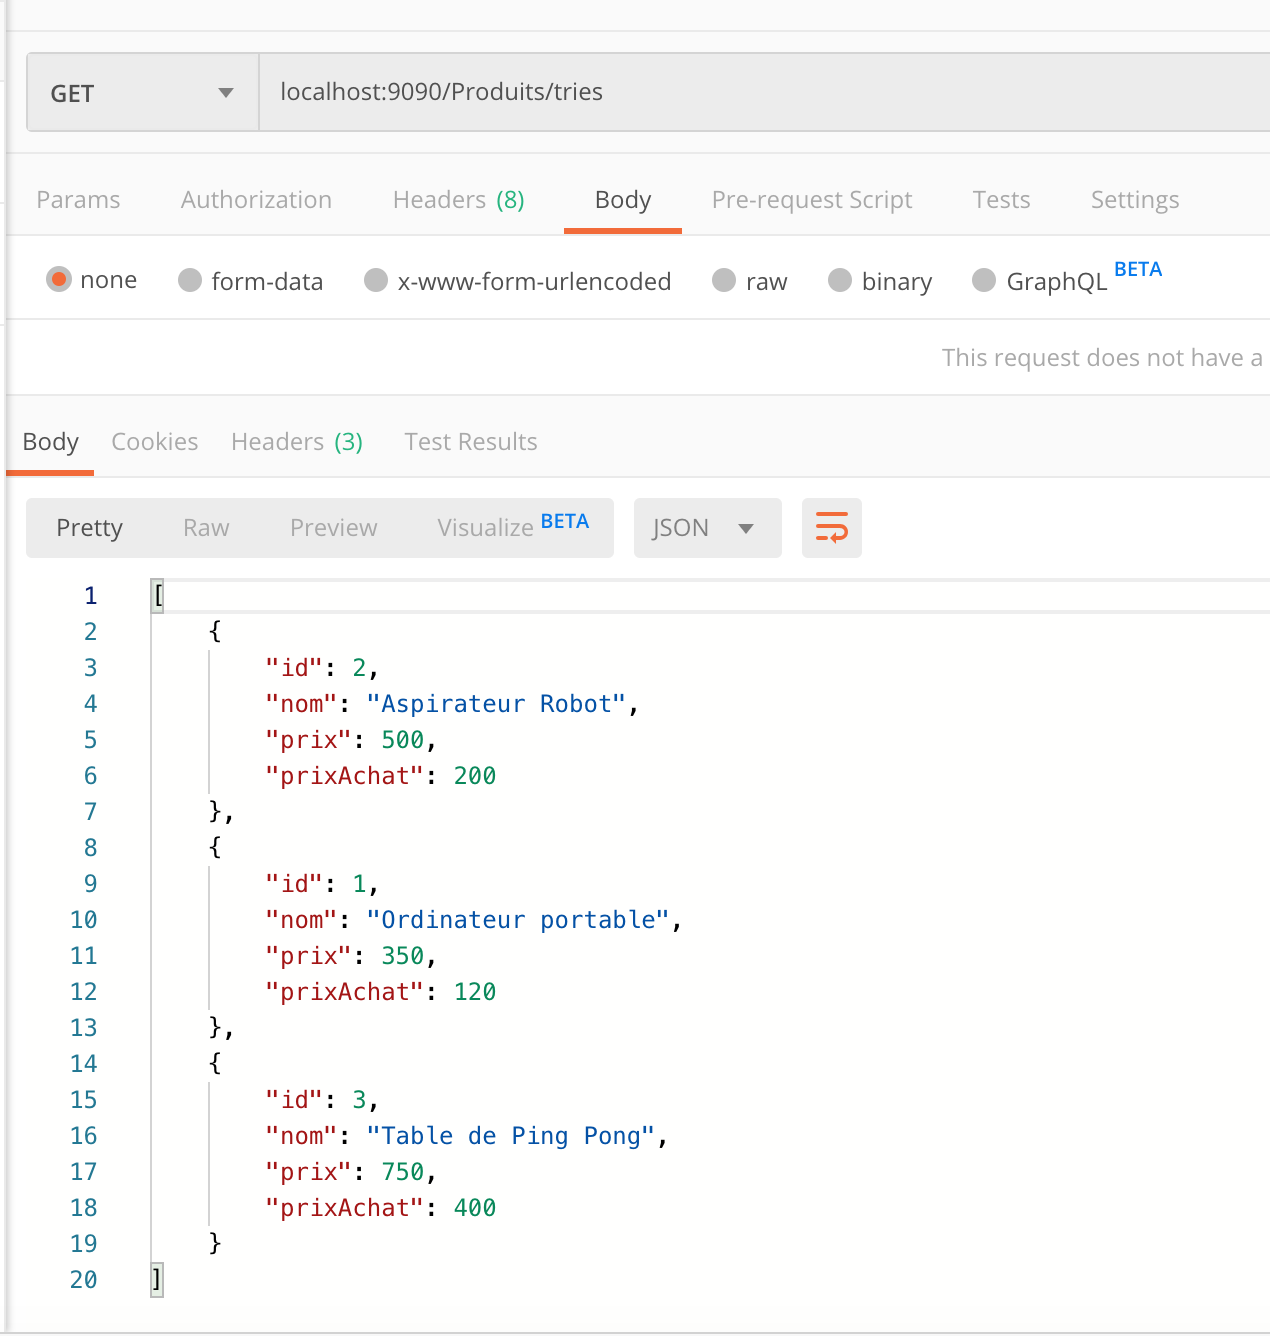 GET localhost:9090/Produits/tries
Params Authorization Headers (8) Body Pre-request Script Tests Settings
none form-data x-www-form-urlencoded raw binary GraphQL BETA
This request does not have a
Body Cookies Headers (3) Test Results
Pretty Raw Preview Visualize BETA JSON
1 [
2 {
3 "id": 2,
4 "nom": "Aspirateur Robot",
5 "prix": 500,
6 "prixAchat": 200
7 },
8 {
9 "id": 1,
10 "nom": "Ordinateur portable",
11 "prix": 350,
12 "prixAchat": 120
13 },
14 {
15 "id": 3,
16 "nom": "Table de Ping Pong",
17 "prix": 750,
18 "prixAchat": 400
19 }
20 ]